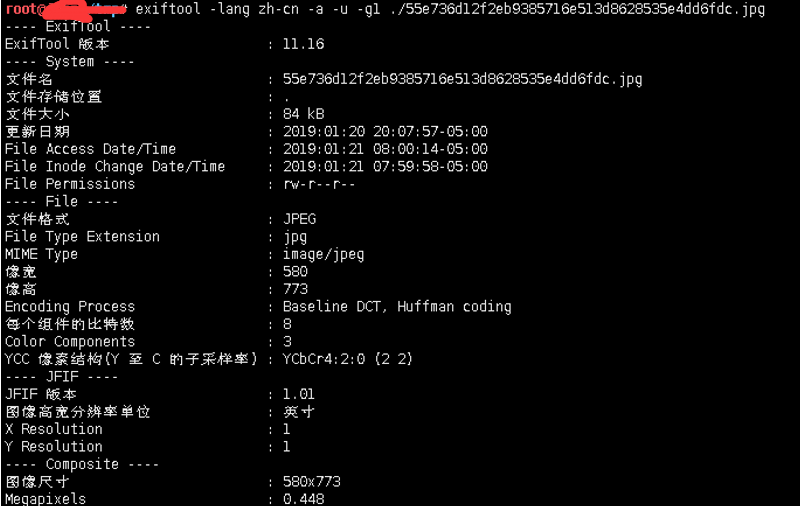 root@ exiftool -lang zh-cn -a -u -g1 ./55e736d12f2eb9385716e513d8628535e4dd6fdc.jpg
---- ExifTool ----
ExifTool 版本 : 11.16
---- System ----
文件名 : 55e736d12f2eb9385716e513d8628535e4dd6fdc.jpg
文件存储位置 : .
文件大小 : 84 kB
更新日期 : 2019:01:20 20:07:57-05:00
File Access Date/Time : 2019:01:21 08:00:14-05:00
File Inode Change Date/Time : 2019:01:21 07:59:58-05:00
File Permissions : rw-r--r--
---- File ----
文件格式 : JPEG
File Type Extension : jpg
MIME Type : image/jpeg
像宽 : 580
像高 : 773
Encoding Process : Baseline DCT, Huffman coding
每个组件的比特数 : 8
Color Components : 3
YCC 像素结构(Y 至 C 的子采样率) : YCbCr4:2:0 (2 2)
---- JFIF ----
JFIF 版本 : 1.01
图像高宽分辨率单位 : 英寸
X Resolution : 1
Y Resolution : 1
---- Composite ----
图像尺寸 : 580x773
Megapixels : 0.448